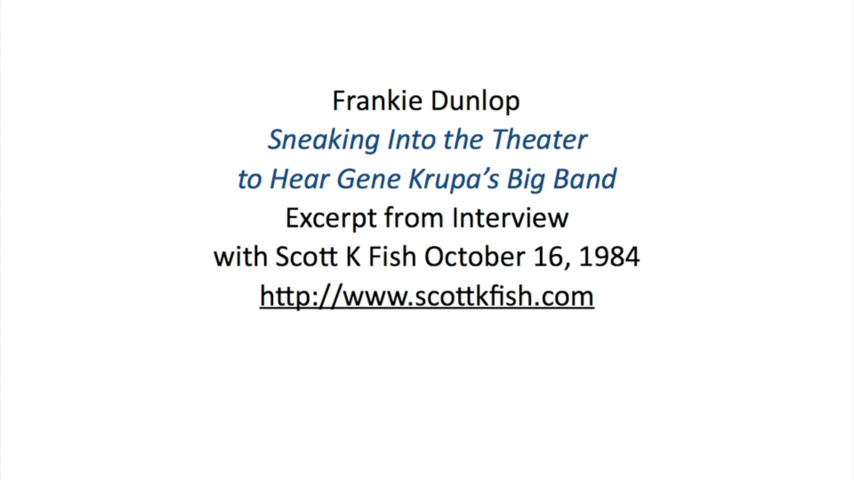 Frankie Dunlop
Sneaking Into the Theater
to Hear Gene Krupa’s Big Band
Excerpt from Interview
with Scott K Fish October 16, 1984
http://www.scottkfish.com